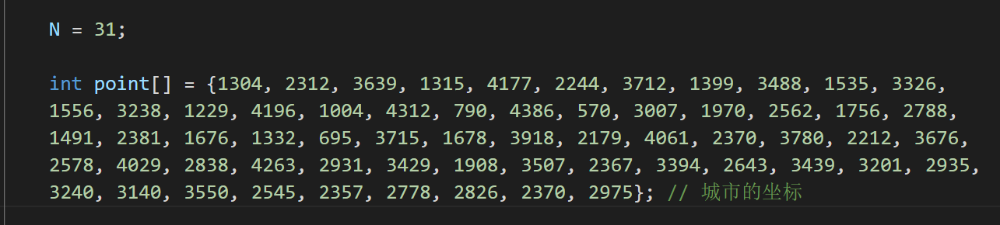 N = 31;
int point[] = {1304, 2312, 3639, 1315, 4177, 2244, 3712, 1399, 3488, 1535, 3326,
1556, 3238, 1229, 4196, 1004, 4312, 790, 4386, 570, 3007, 1970, 2562, 1756, 2788,
1491, 2381, 1676, 1332, 695, 3715, 1678, 3918, 2179, 4061, 2370, 3780, 2212, 3676,
2578, 4029, 2838, 4263, 2931, 3429, 1908, 3507, 2367, 3394, 2643, 3439, 3201, 2935,
3240, 3140, 3550, 2545, 2357, 2778, 2826, 2370, 2975}; // 城市的坐标